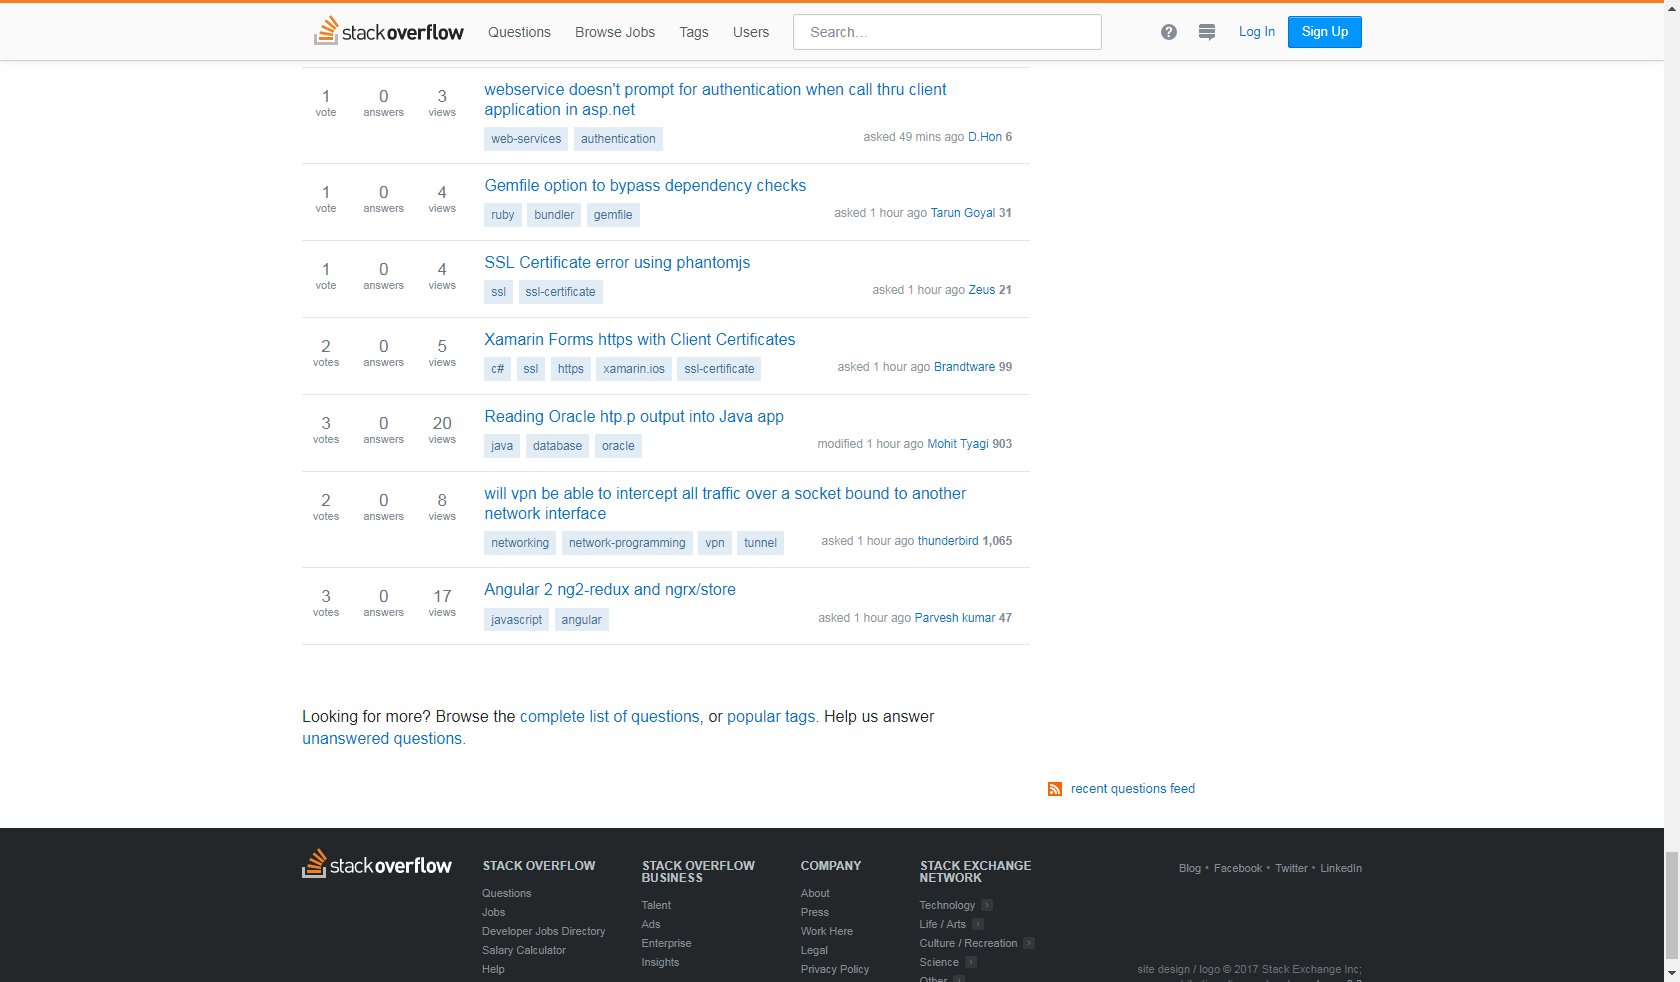 stackoverflow Questions Browse Jobs Tags Users Search... Log In Sign Up
1 0 3 webservice doesn't prompt for authentication when call thru client
vote answers views application in asp.net
web-services authentication asked 49 mins ago D.Hon 6
1 0 4 Gemfile option to bypass dependency checks
vote answers views ruby bundler gemfile asked 1 hour ago Tarun Goyal 31
1 0 4 SSL Certificate error using phantomjs
vote answers views ssl ssl-certificate asked 1 hour ago Zeus 21
2 0 5 Xamarin Forms https with Client Certificates
votes answers views c# ssl https xamarin.ios ssl-certificate asked 1 hour ago Brandtware 99
3 0 20 Reading Oracle htp.p output into Java app
votes answers views java database oracle modified 1 hour ago Mohit Tyagi 903
2 0 8 will vpn be able to intercept all traffic over a socket bound to another
votes answers views network interface
networking network-programming vpn tunnel asked 1 hour ago thunderbird 1,065
3 0 17 Angular 2 ng2-redux and ngrx/store
votes answers views javascript angular asked 1 hour ago Parvesh kumar 47
Looking for more? Browse the complete list of questions, or popular tags. Help us answer
unanswered questions.
recent questions feed
stackoverflow
STACK OVERFLOW
Questions
Jobs
Developer Jobs Directory
Salary Calculator
Help
STACK OVERFLOW
BUSINESS
Talent
Ads
Enterprise
Insights
COMPANY
About
Press
Work Here
Legal
Privacy Policy
STACK EXCHANGE
NETWORK
Technology
Life / Arts
Culture / Recreation
Science
Other
Blog • Facebook • Twitter • LinkedIn
site design / logo © 2017 Stack Exchange Inc;